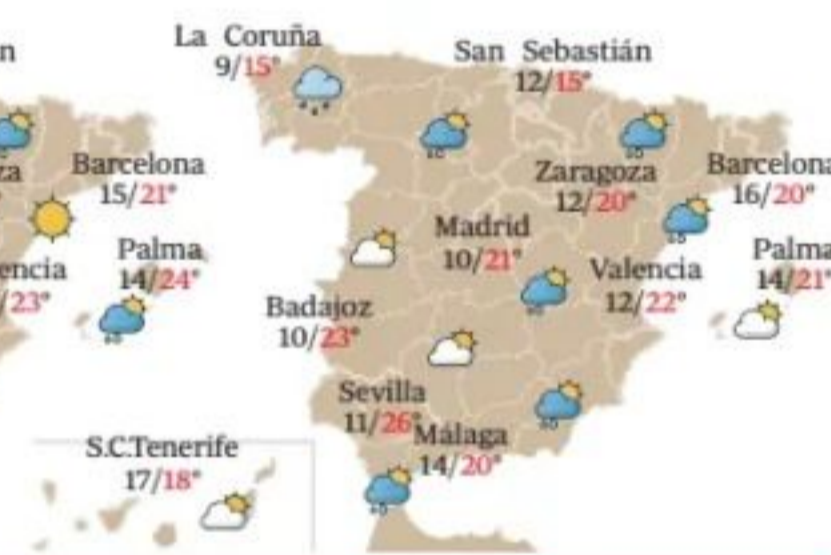 n
za
Barcelona
15/21°
Palma
14/24°
encia
/23°
S.C.Tenerife
17/18°
La Coruña
9/15°
San Sebastián
12/15°
Zaragoza
12/20°
Barcelona
16/20°
Madrid
10/21°
Valencia
12/22°
Palma
14/21°
Badajoz
10/23°
Sevilla
11/26°
Málaga
14/20°